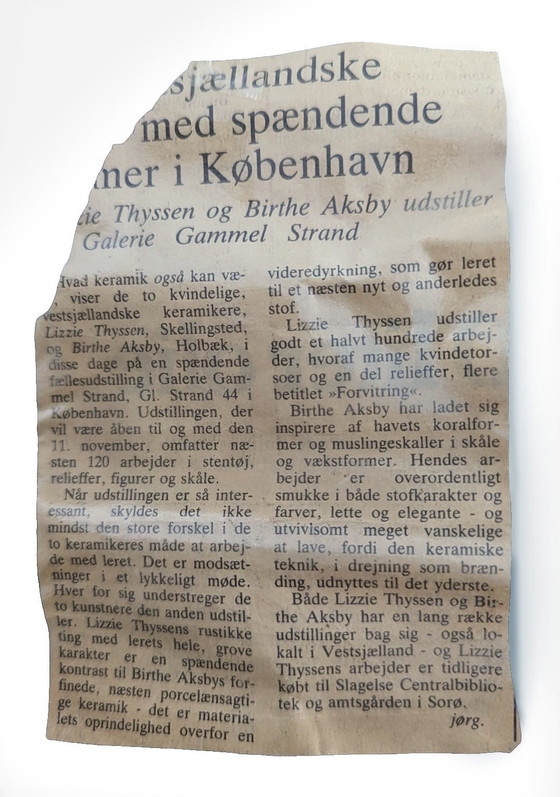 sjællandske
med spændende
mer i København
zie Thyssen og Birthe Aksby udstiller
Galerie Gammel Strand
Hvad keramik også kan væ-
, viser de to kvindelige,
vestsjællandske keramikere,
Lizzie Thyssen, Skellingsted,
og Birthe Aksby, Holbæk, i
disse dage på en spændende
fællesudstilling i Galerie Gam-
mel Strand, Gl. Strand 44 i
København. Udstillingen, der
vil være åben til og med den
11. november, omfatter næ-
sten 120 arbejder i stentøj,
relieffer, figurer og skåle.
Når udstillingen er så inter-
essant, skyldes det ikke
mindst den store forskel i de
to keramikeres måde at arbej-
de med leret. Det er modsæt-
ninger i et lykkeligt møde.
Hver for sig understreger de
to kunstnere den anden udstil-
ler. Lizzie Thyssens rustikke
ting med lerets hele, grove
karakter er en spændende
kontrast til Birthe Aksbys for-
finede, næsten porcelænsagti-
ge keramik - det er materia-
lets oprindelighed overfor en
videredyrkning, som gør leret
til et næsten nyt og anderledes
stof.
Lizzie Thyssen udstiller
godt et halvt hundrede arbej-
der, hvoraf mange kvindetor-
soer og en del relieffer, flere
betitlet »Forvitring«.
Birthe Aksby har ladet sig
inspirere af havets koralfor-
mer og muslingeskaller i skåle
og vækstformer. Hendes ar-
bejder er overordentligt
smukke i både stofkarakter og
farver, lette og elegante - og
utvivlsomt meget vanskelige
at lave, fordi den keramiske
teknik, i drejning som bræn-
ding, udnyttes til det yderste.
Både Lizzie Thyssen og Bir-
the Aksby har en lang række
udstillinger bag sig - også lo-
kalt i Vestsjælland - og Lizzie
Thyssens arbejder er tidligere
købt til Slagelse Centralbiblio-
tek og amtsgården i Sorø.
jørg.